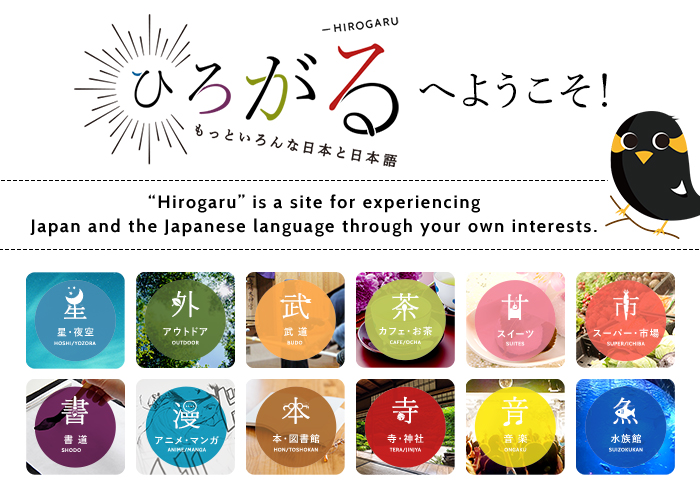 —HIROGARU
ひろがる
へようこそ!
もっといろんな日本と日本語
“Hirogaru” is a site for experiencing
Japan and the Japanese language through your own interests.
星
星・夜空
HOSHI/YOZORA
外
アウトドア
OUTDOOR
武
武道
BUDO
茶
カフェ・お茶
CAFE/OCHA
甘
スイーツ
SUITES
市
スーパー・市場
SUPER/ICHIBA
書
書道
SHODO
漫
アニメ・マンガ
ANIME/MANGA
本
本・図書館
HON/TOSHOKAN
寺
寺・神社
TERA/JINJYA
音
音楽
ONGAKU
魚
水族館
SUIZOKUKAN